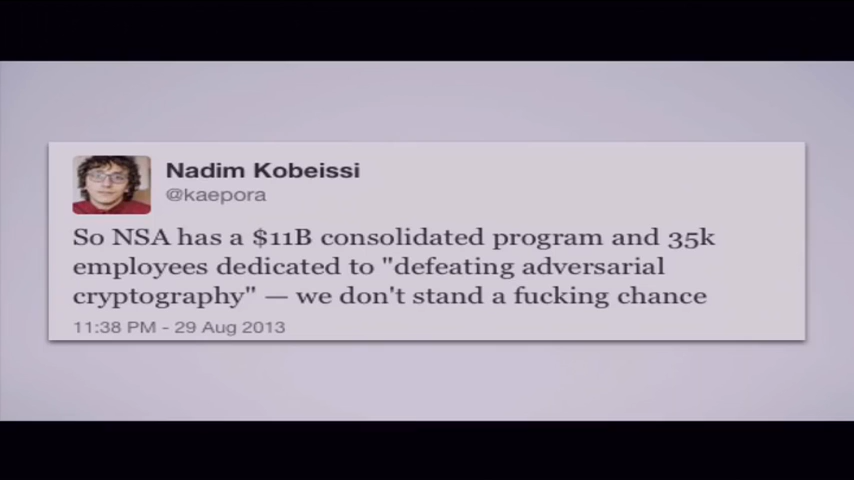 Nadim Kobeissi
@kaepora
So NSA has a $11B consolidated program and 35k
employees dedicated to "defeating adversarial
cryptography" — we don't stand a fucking chance
11:38 PM - 29 Aug 2013